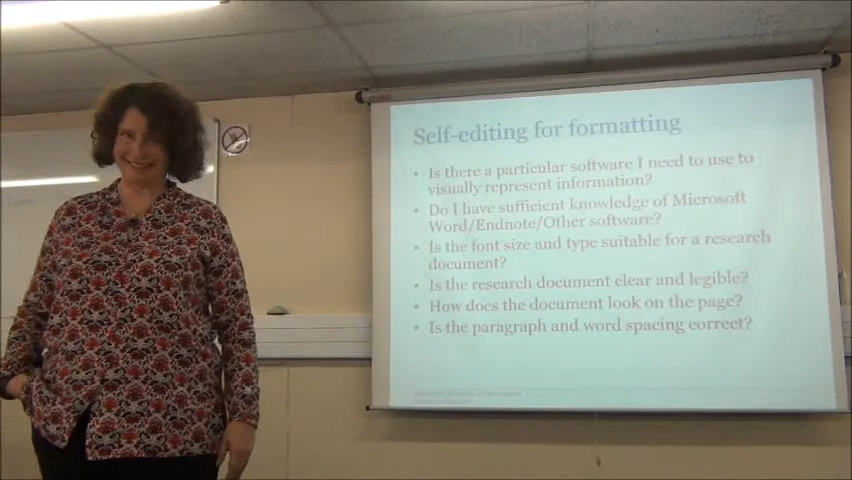 Self-editing for formatting
• Is there a particular software I need to use to
visually represent information?
• Do I have sufficient knowledge of Microsoft
Word/Endnote/Other software?
• Is the font size and type suitable for a research
document?
• Is the research document clear and legible?
• How does the document look on the page?
• Is the paragraph and word spacing correct?